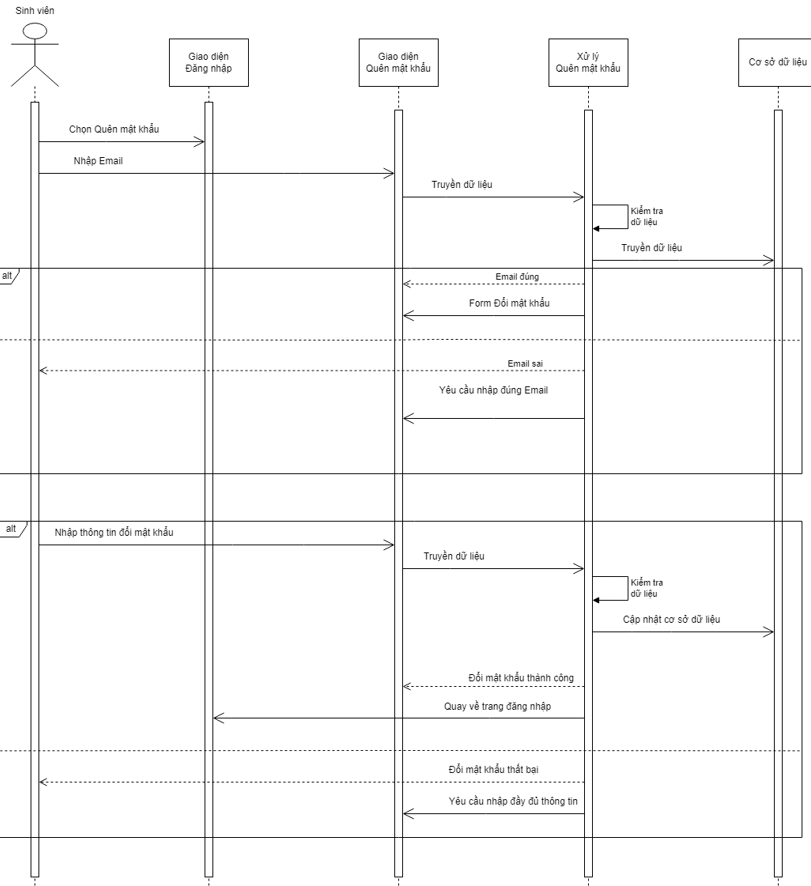 Sinh viên
Giao diện
Đăng nhập
Giao diện
Quên mật khẩu
Xử lý
Quên mật khẩu
Cơ sở dữ liệu
Chọn Quên mật khẩu
Nhập Email
Truyền dữ liệu
Kiểm tra
dữ liệu
Truyền dữ liệu
alt
Email đúng
Form Đổi mật khẩu
Email sai
Yêu cầu nhập đúng Email
alt
Nhập thông tin đổi mật khẩu
Truyền dữ liệu
Kiểm tra
dữ liệu
Cập nhật cơ sở dữ liệu
Đổi mật khẩu thành công
Quay về trang đăng nhập
Đổi mật khẩu thất bại
Yêu cầu nhập đầy đủ thông tin